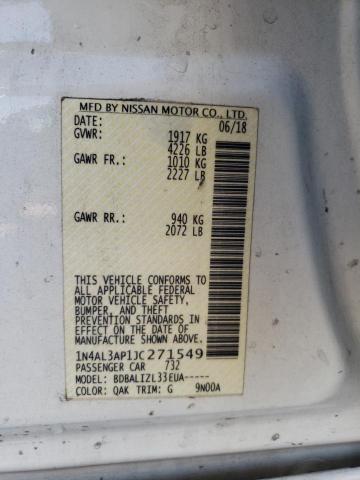 MFD BY NISSAN MOTOR CO., LTD.
DATE: 06/18
GVWR: 1917 KG
4226 LB
GAWR FR.: 1010 KG
2227 LB
GAWR RR.: 940 KG
2072 LB
THIS VEHICLE CONFORMS TO
ALL APPLICABLE FEDERAL
MOTOR VEHICLE SAFETY,
BUMPER, AND THEFT
PREVENTION STANDARDS
IN EFFECT ON THE DATE OF
MANUFACTURE SHOWN ABOVE.
1N4AL3AP1JC271549
PASSENGER CAR 732
MODEL: BDBALIZL33EUA-----
COLOR: QAK TRIM: G 9N00A